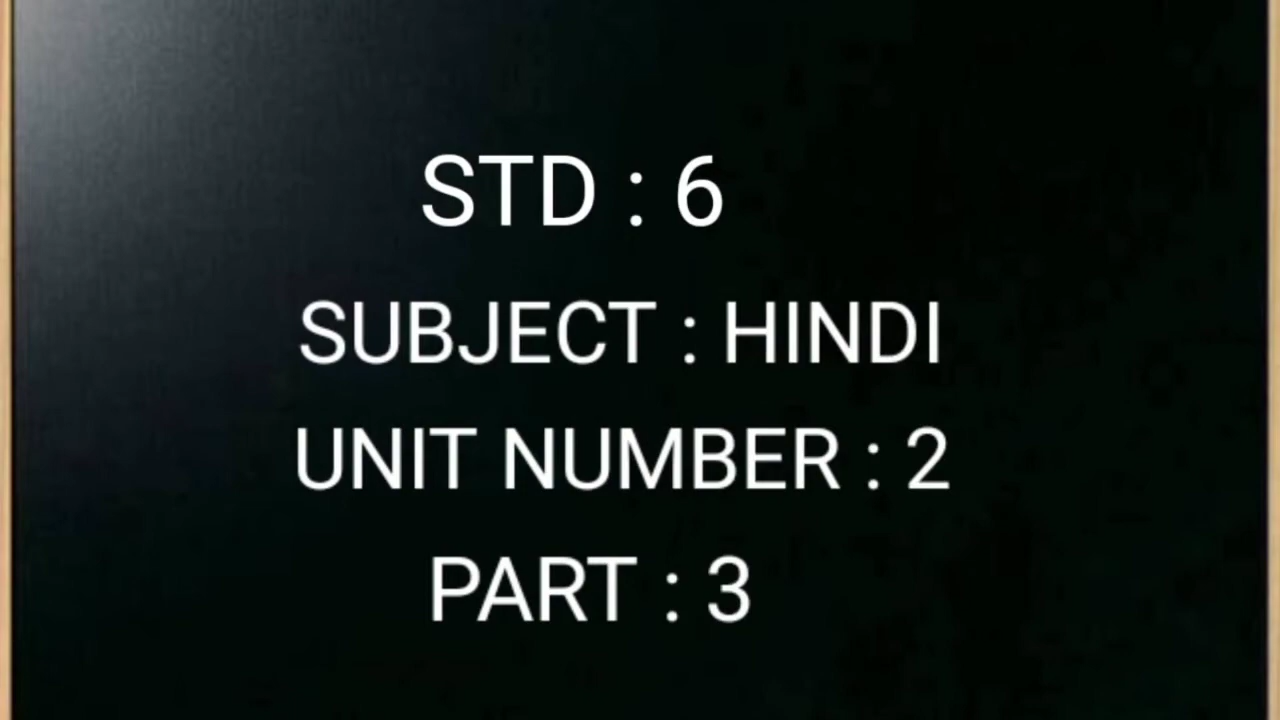 STD : 6
SUBJECT : HINDI
UNIT NUMBER : 2
PART : 3